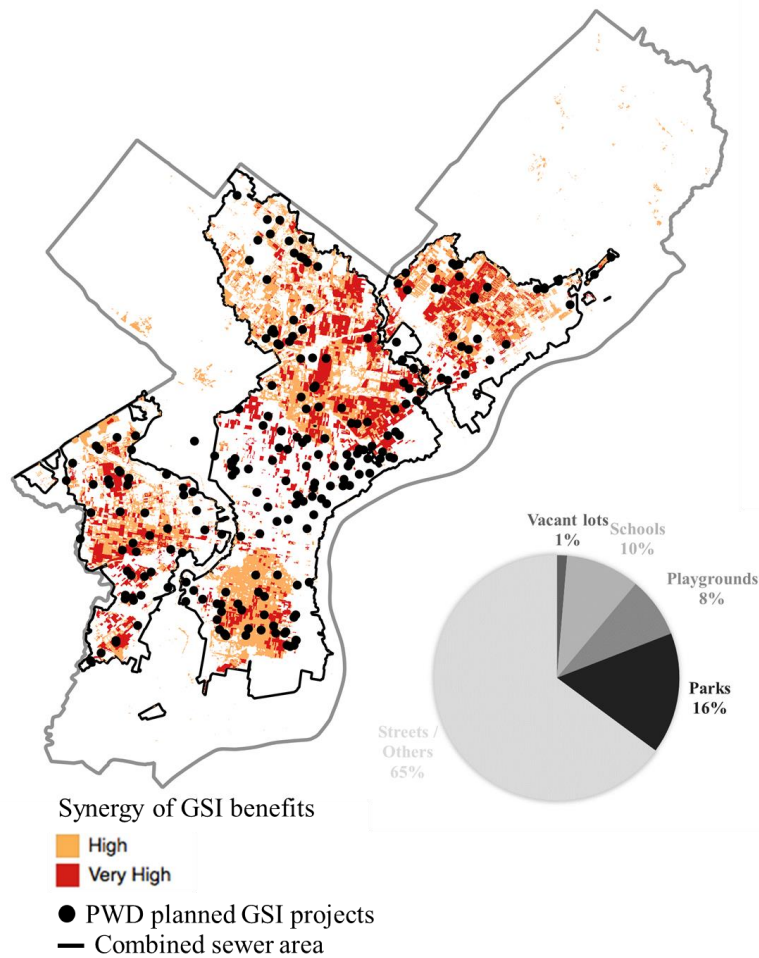 Vacant lots
1%
Schools
10%
Playgrounds
8%
Parks
16%
Streets /
Others
65%
Synergy of GSI benefits
High
Very High
PWD planned GSI projects
Combined sewer area